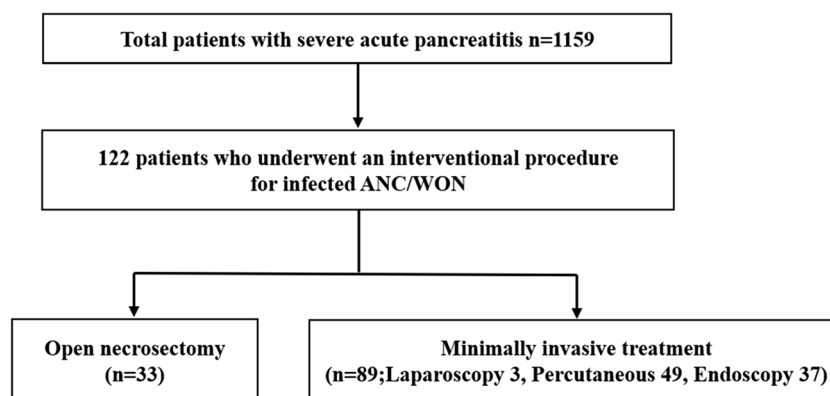 Total patients with severe acute pancreatitis n=1159
122 patients who underwent an interventional procedure
for infected ANC/WON
Open necrosectomy
(n=33)
Minimally invasive treatment
(n=89;Laparoscopy 3, Percutaneous 49, Endoscopy 37)